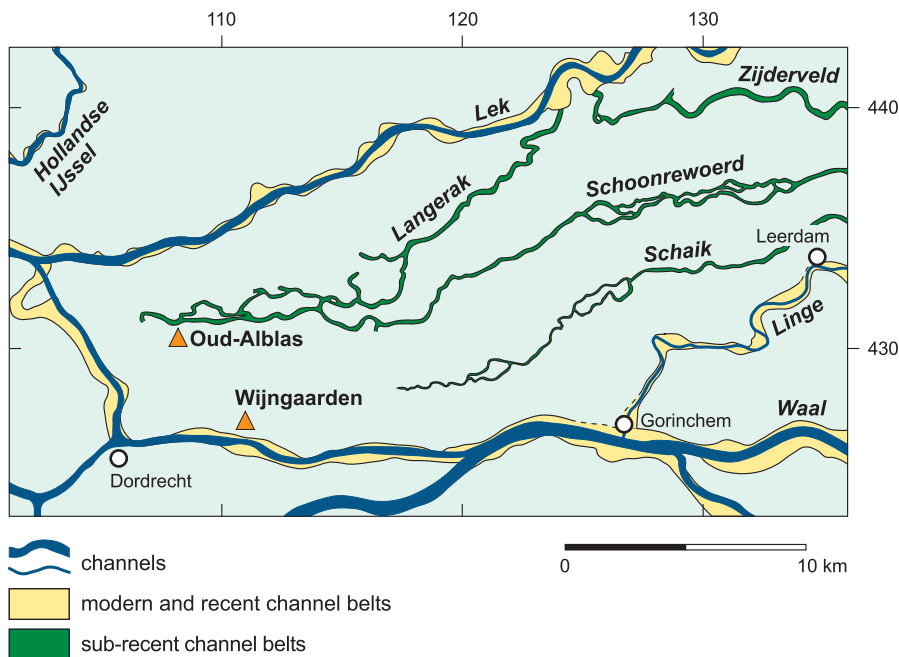 110
120
130
Zijderveld
440
Lek
Hollandse
IJssel
Schoonrewoerd
Langerak
Schaik
Leerdam
Linge
Oud-Alblas
430
Wijngaarden
Waal
Gorinchem
Dordrecht
channels
0
10 km
modern and recent channel belts
sub-recent channel belts